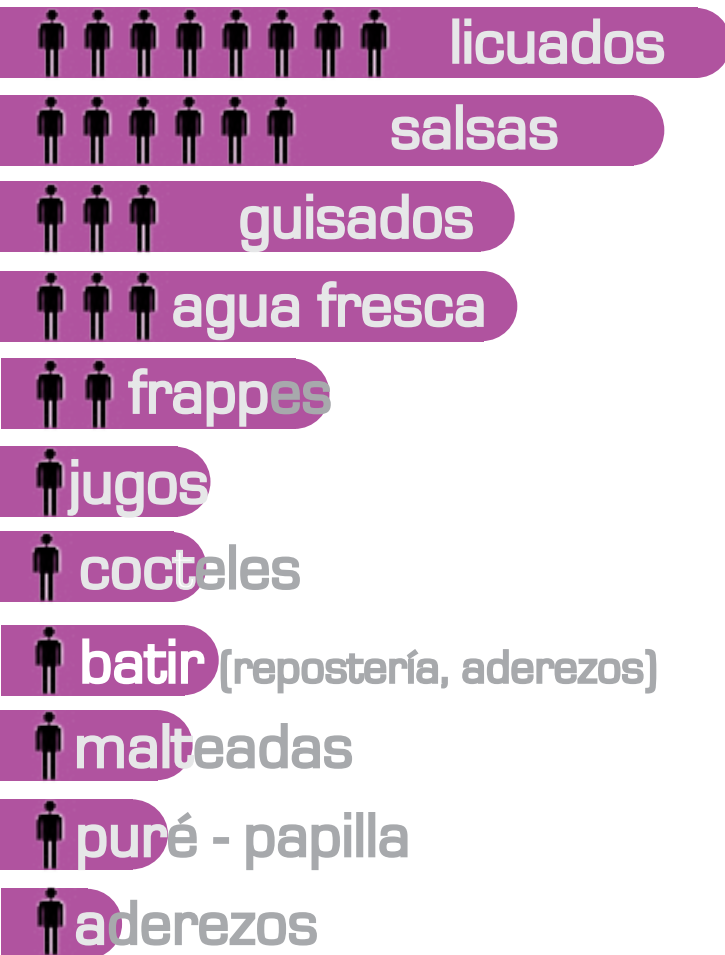 licuados
salsas
guisados
agua fresca
frappes
jugos
cocteles
batir (repostería, aderezos)
malteadas
puré - papilla
aderezos